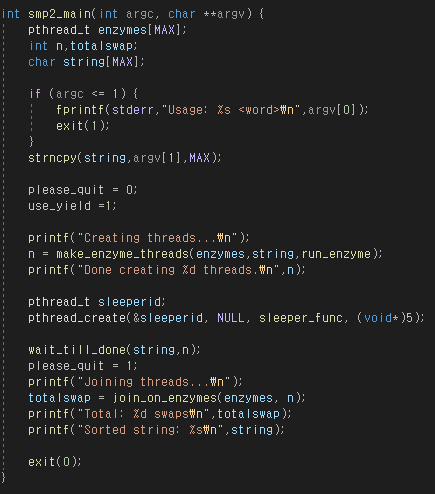 int smp2_main(int argc, char **argv) {
pthread_t enzymes[MAX];
int n,totalswap;
char string[MAX];
if (argc <= 1) {
fprintf(stderr,"Usage: %s <word>₩n",argv[0]);
exit(1);
}
strncpy(string,argv[1],MAX);
please_quit = 0;
use_yield =1;
printf("Creating threads...₩n");
n = make_enzyme_threads(enzymes,string,run_enzyme);
printf("Done creating %d threads.₩n",n);
pthread_t sleeperid;
pthread_create(&sleeperid, NULL, sleeper_func, (void*)5);
wait_till_done(string,n);
please_quit = 1;
printf("Joining threads...₩n");
totalswap = join_on_enzymes(enzymes, n);
printf("Total: %d swaps₩n",totalswap);
printf("Sorted string: %s₩n",string);
exit(0);
}